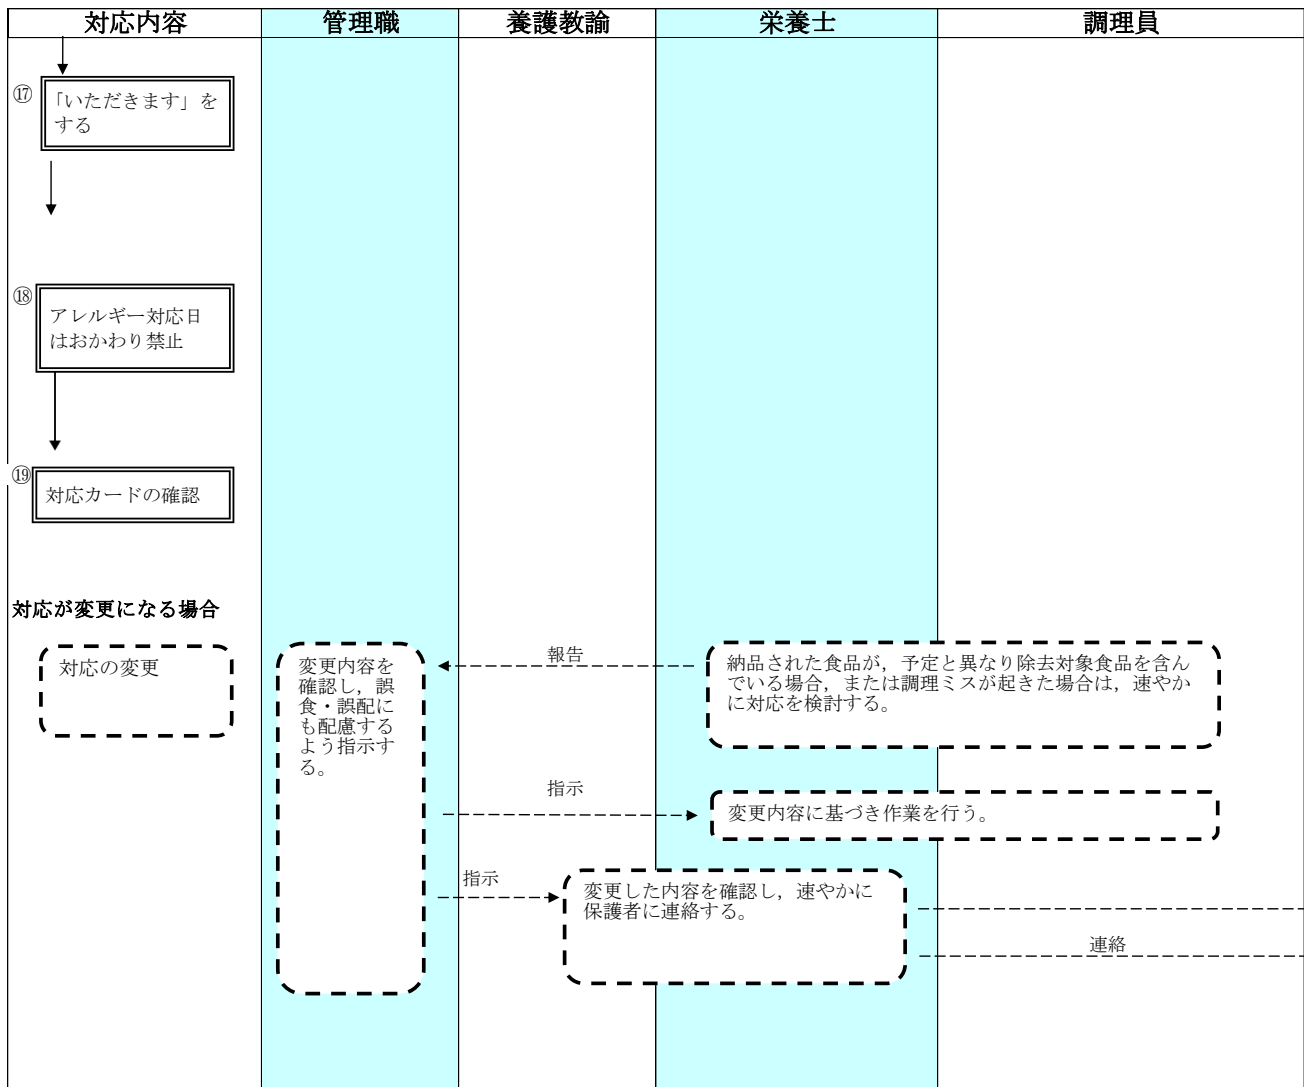 対応内容 管理職 養護教諭 栄養士 調理員
⑰
「いただきます」を
する
⑱
アレルギー対応日
はおかわり禁止
⑲
対応カードの確認
対応が変更になる場合
対応の変更
変更内容を
確認し，誤
食・誤配に
も配慮する
よう指示す
る。
報告
納品された食品が，予定と異なり除去対象食品を含ん
でいる場合，または調理ミスが起きた場合は，速やか
に対応を検討する。
指示
変更内容に基づき作業を行う。
指示
変更した内容を確認し，速やかに
保護者に連絡する。
連絡